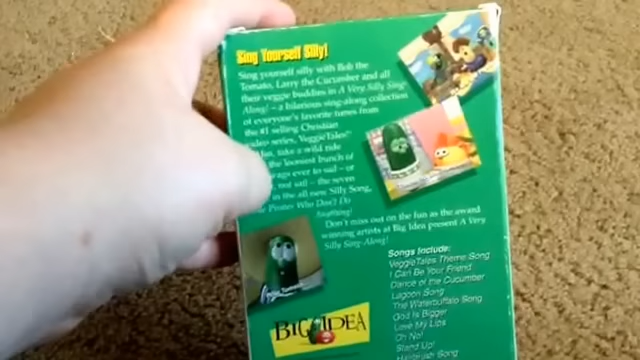 Sing Yourself Silly!
Sing yourself silly with Bob the
Tomato, Larry the Cucumber and all
their veggie buddies in A Very Silly Sing-
Along! – a hilarious sing-along collection
of everyone's favorite tunes from
the #1 selling Christian
video series, VeggieTales!
take a wild ride
the looniest bunch of
ever to sail – or
not sail – the seven
in the all new Silly Song,
Pirates Who Don't Do
Anything!
Don't miss out on the fun as the award
winning artists at Big Idea present A Very
Silly Sing-Along!
Songs Include:
VeggieTales Theme Song
I Can Be Your Friend
Dance of the Cucumber
Lagoon Song
The Waterbuffalo Song
God Is Bigger
Love My Lips
Oh No!
Stand Up!
Hairbrush Song
BIG IDEA